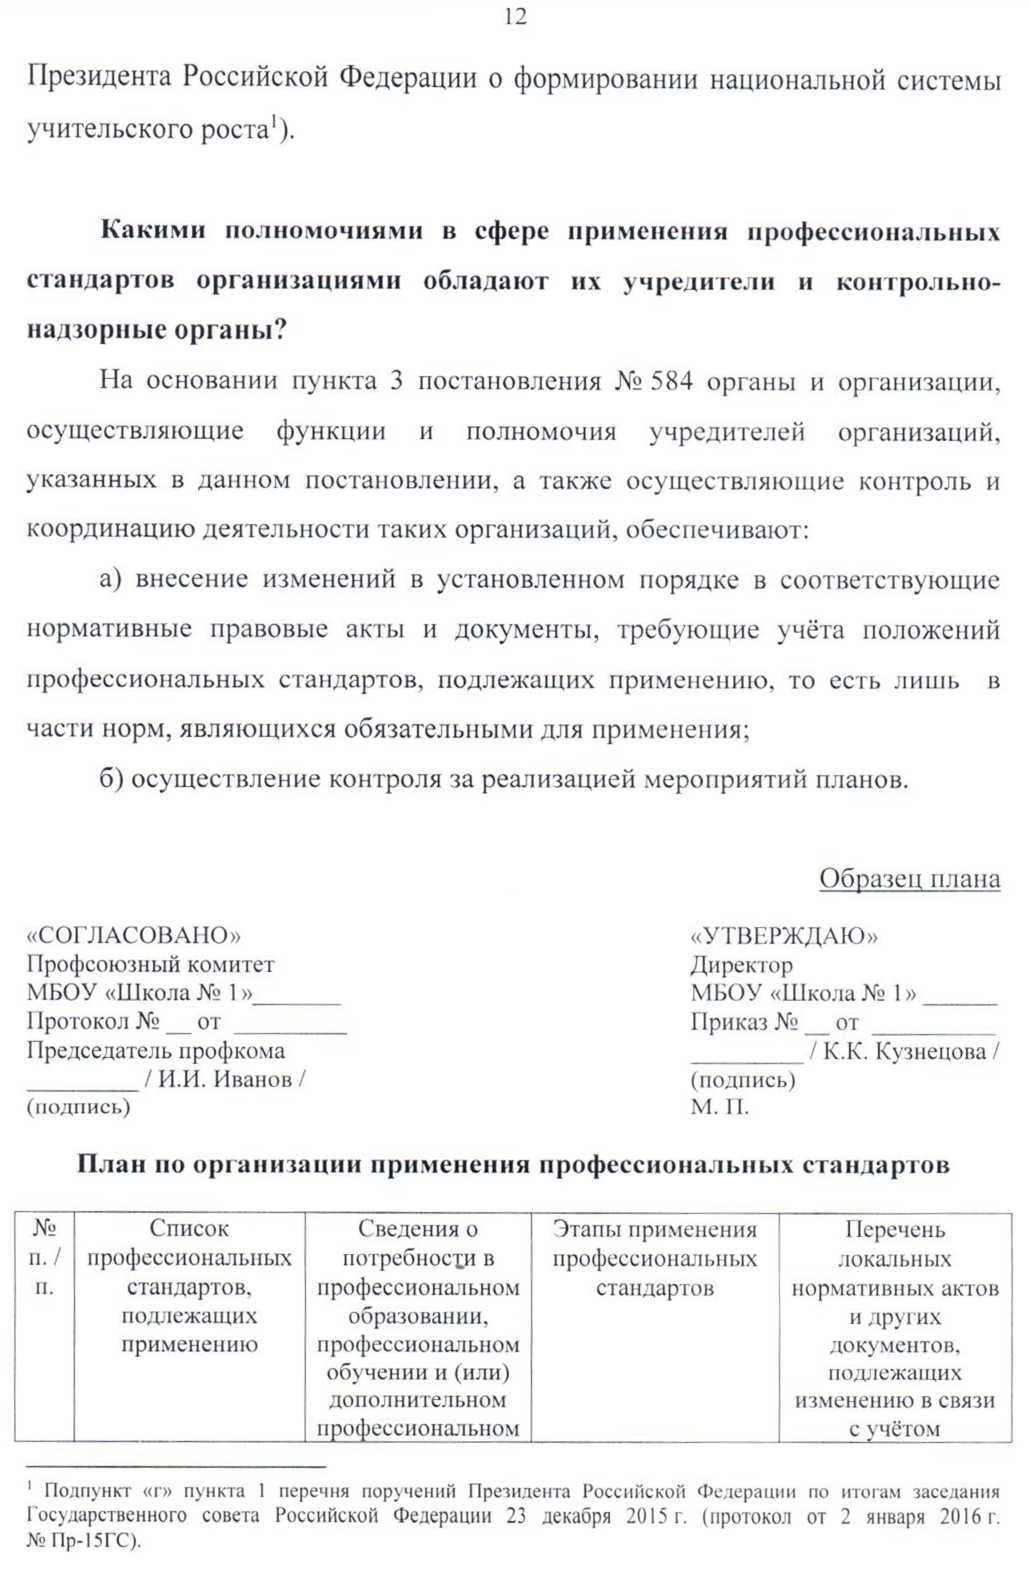 12
Президента Российской Федерации о формировании национальной системы
учительского роста¹).
Какими полномочиями в сфере применения профессиональных
стандартов организациями обладают их учредители и контрольно-
надзорные органы?
На основании пункта 3 постановления № 584 органы и организации,
осуществляющие функции и полномочия учредителей организаций,
указанных в данном постановлении, а также осуществляющие контроль и
координацию деятельности таких организаций, обеспечивают:
а) внесение изменений в установленном порядке в соответствующие
нормативные правовые акты и документы, требующие учёта положений
профессиональных стандартов, подлежащих применению, то есть лишь в
части норм, являющихся обязательными для применения;
б) осуществление контроля за реализацией мероприятий планов.
Образец плана
«СОГЛАСОВАНО»
Профсоюзный комитет
МБОУ «Школа № 1»_______
Протокол № __ от _________
Председатель профкома
_________ / И.И. Иванов /
(подпись)
«УТВЕРЖДАЮ»
Директор
МБОУ «Школа № 1» ______
Приказ № __ от __________
_________ / К.К. Кузнецова /
(подпись)
М. П.
План по организации применения профессиональных стандартов
№
п. /
п.
Список
профессиональных
стандартов,
подлежащих
применению
Сведения о
потребности в
профессиональном
образовании,
профессиональном
обучении и (или)
дополнительном
профессиональном
Этапы применения
профессиональных
стандартов
Перечень
локальных
нормативных актов
и других
документов,
подлежащих
изменению в связи
с учётом
¹ Подпункт «г» пункта 1 перечня поручений Президента Российской Федерации по итогам заседания
Государственного совета Российской Федерации 23 декабря 2015 г. (протокол от 2 января 2016 г.
№ Пр-15ГС).